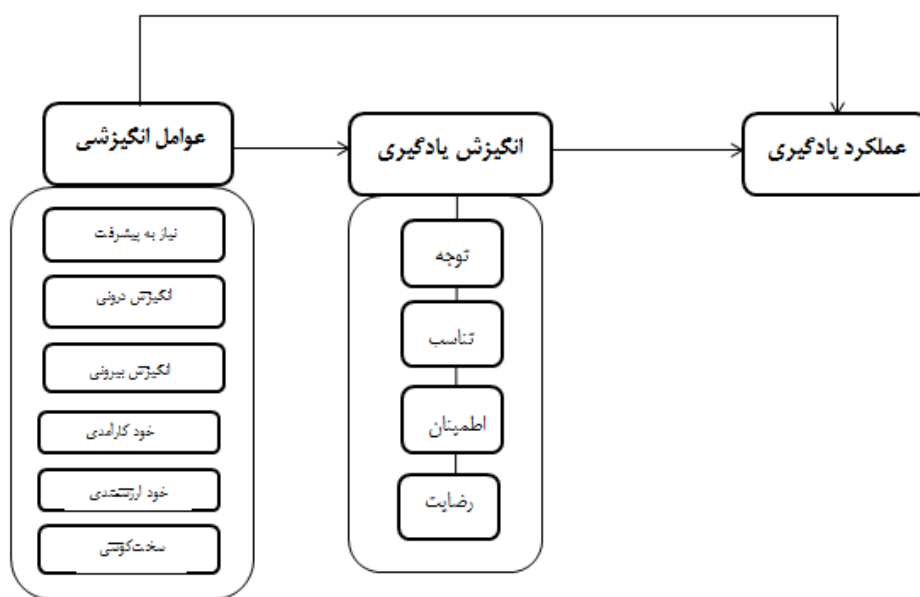 عوامل انگیزشی
انگیزش یادگیری
عملکرد یادگیری
نیاز به پیشرفت
انگیزش درونی
انگیزش بیرونی
خود کارآمدی
خود ارزشمندی
سخت‌کوشی
توجه
تناسب
اطمینان
رضایت